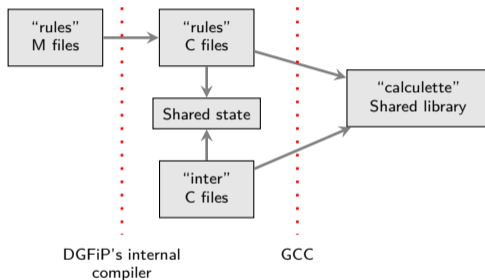 “rules”
M files
“rules”
C files
“calculette”
Shared library
Shared state
“inter”
C files
DGFiP's internal
compiler
GCC